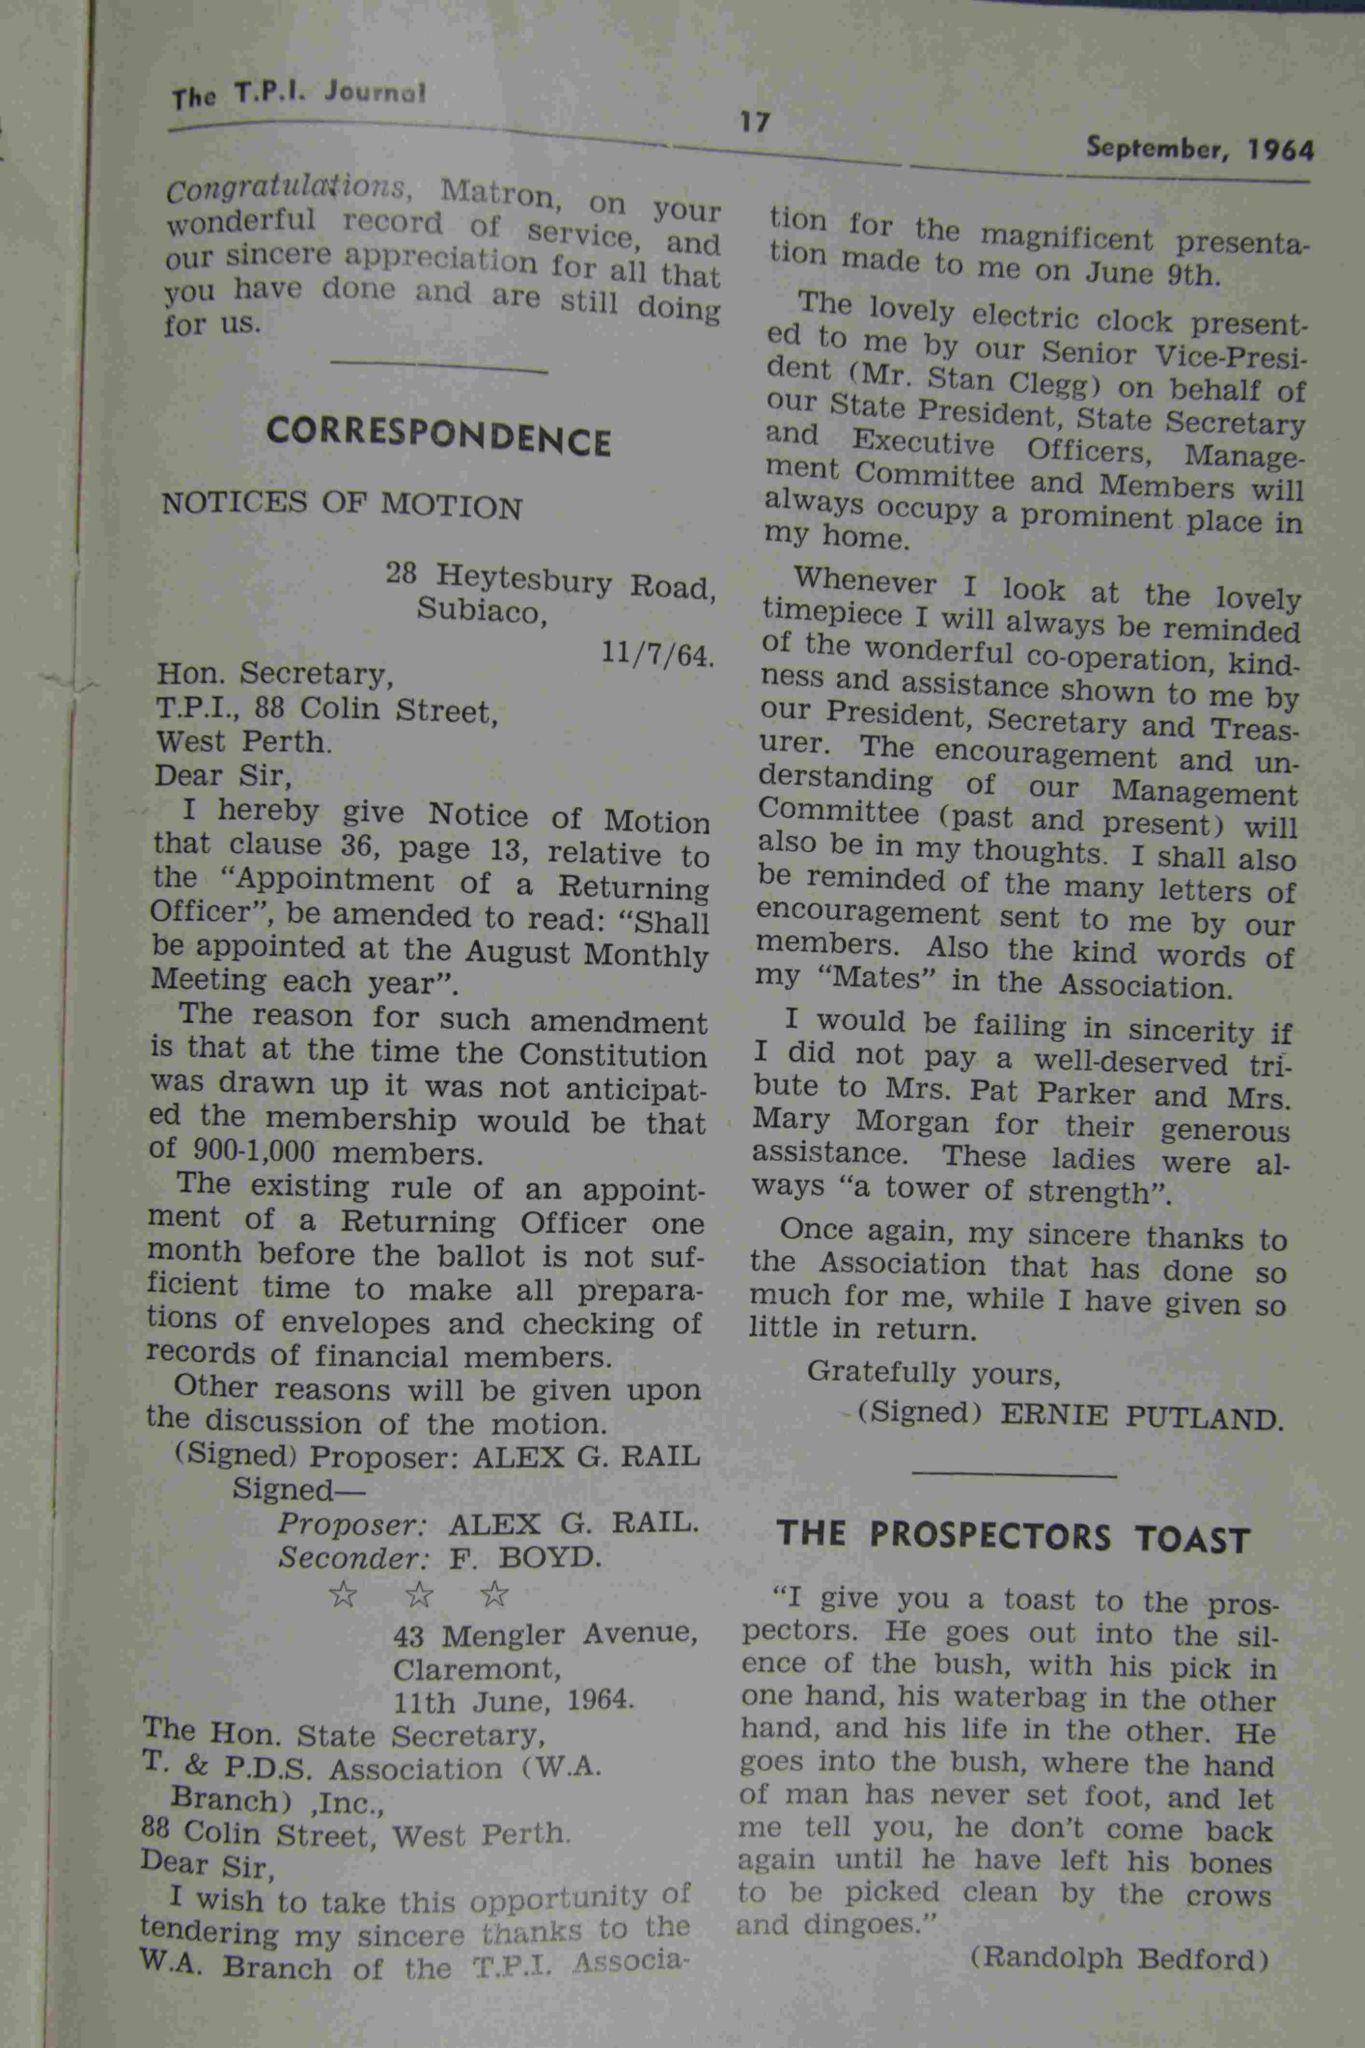 The T.P.I. Journal
17
September, 1964
Congratulations, Matron, on your
wonderful record of service, and
our sincere appreciation for all that
you have done and are still doing
for us.
CORRESPONDENCE
NOTICES OF MOTION
28 Heytesbury Road,
Subiaco,
11/7/64.
Hon. Secretary,
T.P.I., 88 Colin Street,
West Perth.
Dear Sir,
I hereby give Notice of Motion
that clause 36, page 13, relative to
the “Appointment of a Returning
Officer”, be amended to read: “Shall
be appointed at the August Monthly
Meeting each year”.
The reason for such amendment
is that at the time the Constitution
was drawn up it was not anticipat-
ed the membership would be that
of 900-1,000 members.
The existing rule of an appoint-
ment of a Returning Officer one
month before the ballot is not suf-
ficient time to make all prepara-
tions of envelopes and checking of
records of financial members.
Other reasons will be given upon
the discussion of the motion.
(Signed) Proposer: ALEX G. RAIL
Signed—
Proposer: ALEX G. RAIL.
Seconder: F. BOYD.
☆ ☆ ☆
43 Mengler Avenue,
Claremont,
11th June, 1964.
The Hon. State Secretary,
T. & P.D.S. Association (W.A.
Branch) ,Inc.,
88 Colin Street, West Perth.
Dear Sir,
I wish to take this opportunity of
tendering my sincere thanks to the
W.A. Branch of the T.P.I. Associa-
tion for the magnificent presenta-
tion made to me on June 9th.
The lovely electric clock present-
ed to me by our Senior Vice-Presi-
dent (Mr. Stan Clegg) on behalf of
our State President, State Secretary
and Executive Officers, Manage-
ment Committee and Members will
always occupy a prominent place in
my home.
Whenever I look at the lovely
timepiece I will always be reminded
of the wonderful co-operation, kind-
ness and assistance shown to me by
our President, Secretary and Treas-
urer. The encouragement and un-
derstanding of our Management
Committee (past and present) will
also be in my thoughts. I shall also
be reminded of the many letters of
encouragement sent to me by our
members. Also the kind words of
my “Mates” in the Association.
I would be failing in sincerity if
I did not pay a well-deserved tri-
bute to Mrs. Pat Parker and Mrs.
Mary Morgan for their generous
assistance. These ladies were al-
ways “a tower of strength”.
Once again, my sincere thanks to
the Association that has done so
much for me, while I have given so
little in return.
Gratefully yours,
(Signed) ERNIE PUTLAND.
THE PROSPECTORS TOAST
“I give you a toast to the pros-
pectors. He goes out into the sil-
ence of the bush, with his pick in
one hand, his waterbag in the other
hand, and his life in the other. He
goes into the bush, where the hand
of man has never set foot, and let
me tell you, he don't come back
again until he have left his bones
to be picked clean by the crows
and dingoes.”
(Randolph Bedford)